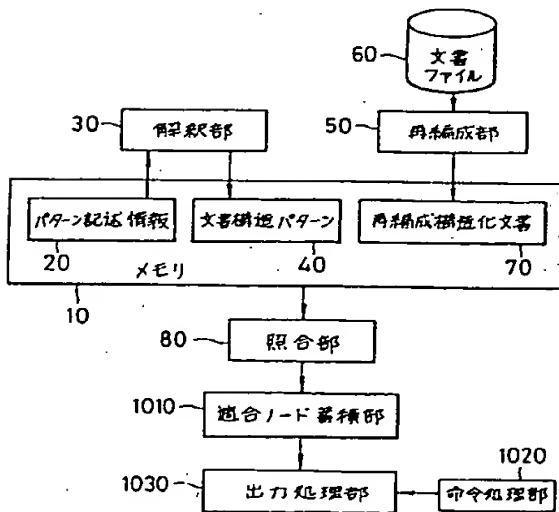 60
文書
ファイル
30
解釈部
50
再編成部
パターン記述情報
文書構造パターン
再編成構造化文書
20
40
70
メモリ
10
80
照合部
1010
適合ノード蓄積部
1020
1030
出力処理部
命令処理部